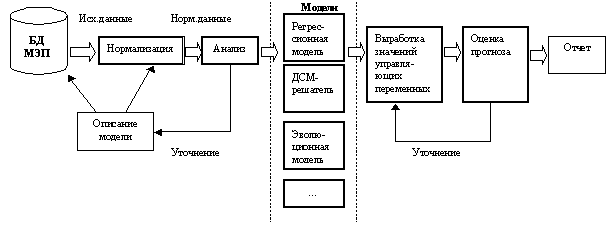 Модели
Исх.данные
Норм.данные
БД
МЭП
Нормализация
Анализ
Регрес-
сионная
модель
ДСМ-
решатель
Эволю-
ционная
модель
...
Выработка
значений
управля-
ющих
переменных
Оценка
прогноза
Отчет
Описание
модели
Уточнение
Уточнение